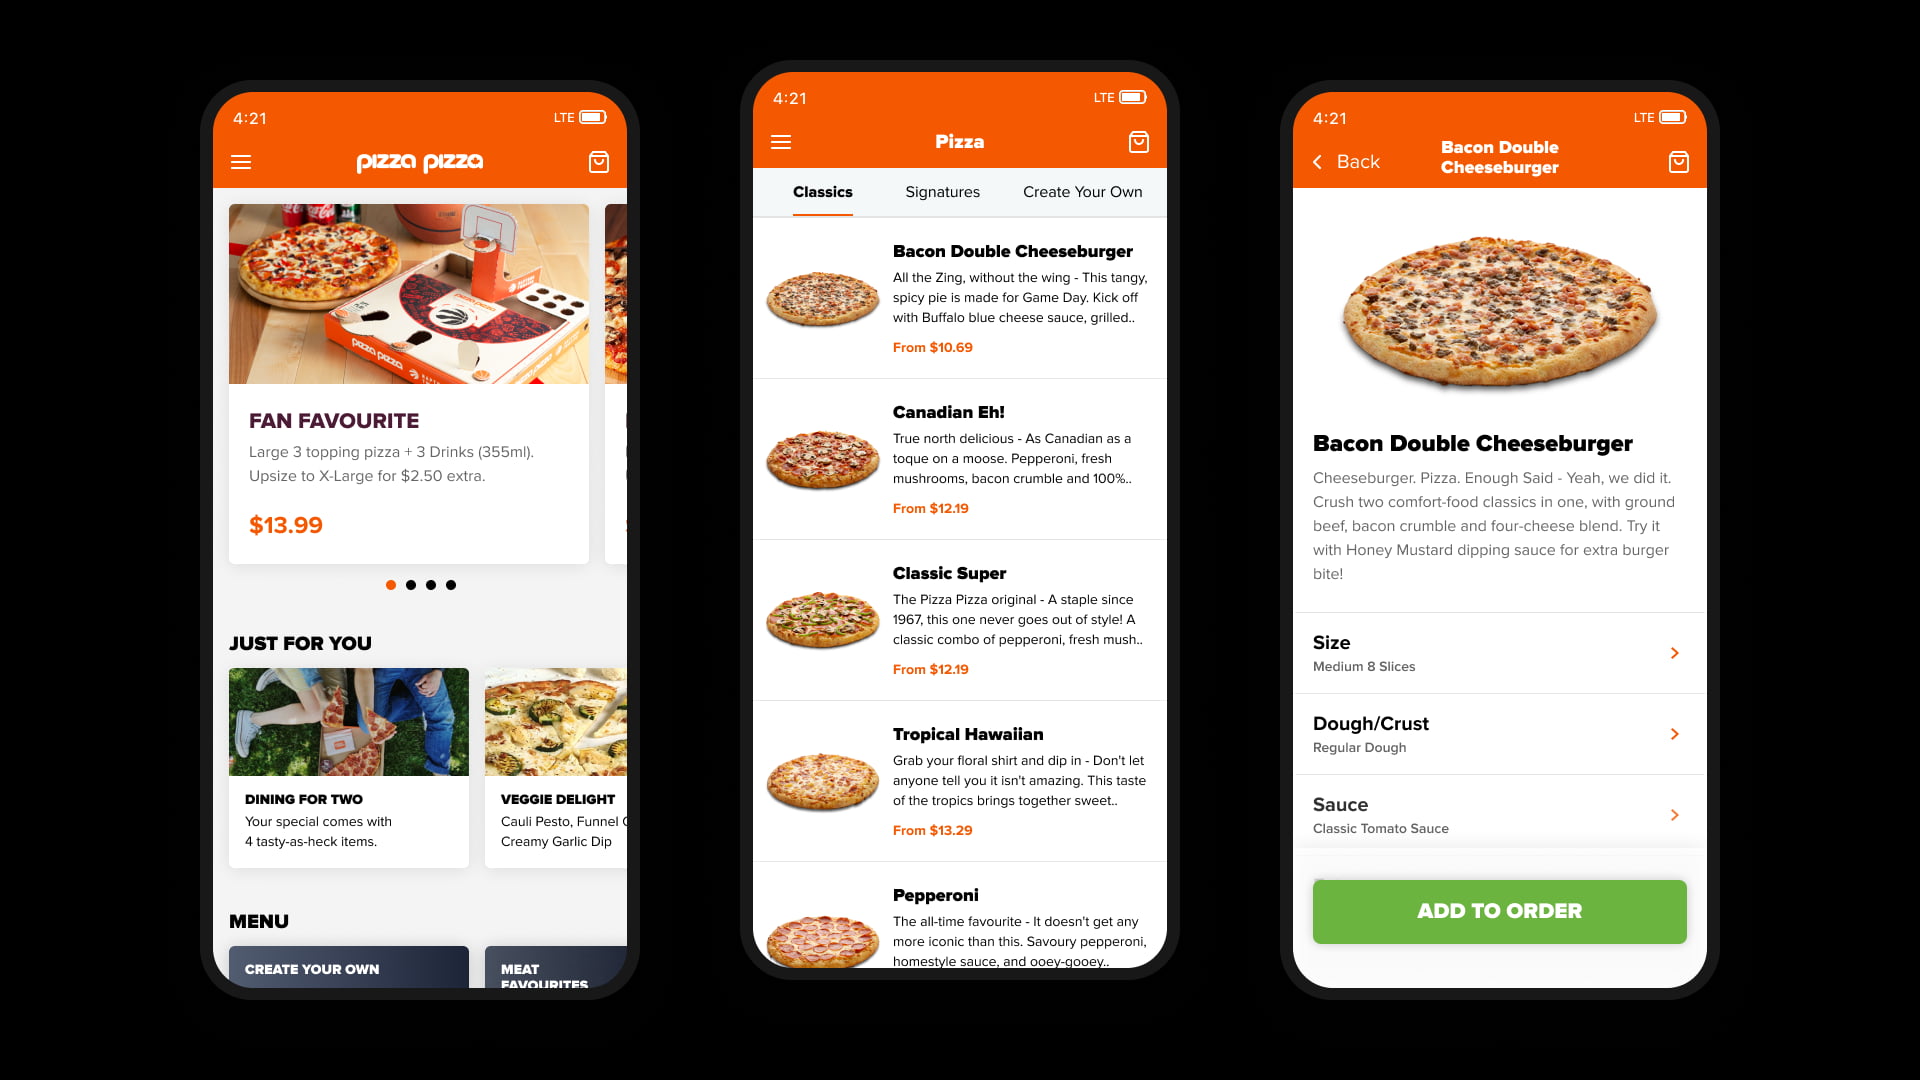 4:21
LTE
pizza pizza
pizza pizza
FAN FAVOURITE
Large 3 topping pizza + 3 Drinks (355ml).
Upsize to X-Large for $2.50 extra.
$13.99
JUST FOR YOU
DINING FOR TWO
Your special comes with
4 tasty-as-heck items.
VEGGIE DELIGHT
Cauli Pesto, Funnel
Creamy Garlic Dip
MENU
CREATE YOUR OWN
MEAT
FAVOURITES
4:21
LTE
Pizza
Classics
Signatures
Create Your Own
Bacon Double Cheeseburger
All the Zing, without the wing - This tangy,
spicy pie is made for Game Day. Kick off
with Buffalo blue cheese sauce, grilled..
From $10.69
Canadian Eh!
True north delicious - As Canadian as a
toque on a moose. Pepperoni, fresh
mushrooms, bacon crumble and 100%..
From $12.19
Classic Super
The Pizza Pizza original - A staple since
1967, this one never goes out of style! A
classic combo of pepperoni, fresh mush..
From $12.19
Tropical Hawaiian
Grab your floral shirt and dip in - Don't let
anyone tell you it isn't amazing. This taste
of the tropics brings together sweet..
From $13.29
Pepperoni
The all-time favourite - It doesn't get any
more iconic than this. Savoury pepperoni,
homestyle sauce, and ooey-gooey..
4:21
LTE
Back
Bacon Double
Cheeseburger
Bacon Double Cheeseburger
Cheeseburger. Pizza. Enough Said - Yeah, we did it.
Crush two comfort-food classics in one, with ground
beef, bacon crumble and four-cheese blend. Try it
with Honey Mustard dipping sauce for extra burger
bite!
Size
Medium 8 Slices
Dough/Crust
Regular Dough
Sauce
Classic Tomato Sauce
ADD TO ORDER